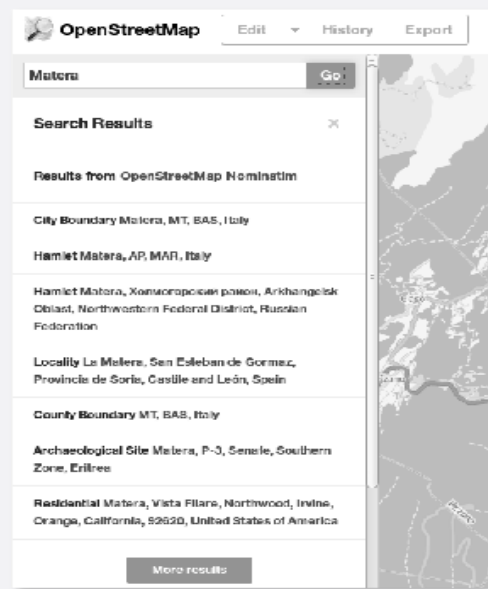 OpenStreetMap
Edit
History
Export
Matera
Go
Search Results
×
Results from OpenStreetMap Nominatim
City Boundary Matera, MT, BAS, Italy
Hamlet Matera, AP, MAR, Italy
Hamlet Matera, Холмогорский район, Arkhangelsk
Oblast, Northwestern Federal District, Russian
Federation
Locality La Matera, San Esteban de Gormaz,
Provincia de Soria, Castile and León, Spain
County Boundary MT, BAS, Italy
Archaeological Site Matera, P-3, Senafe, Southern
Zone, Eritrea
Residential Matera, Vista Filare, Northwood, Irvine,
Orange, California, 92620, United States of America
More results